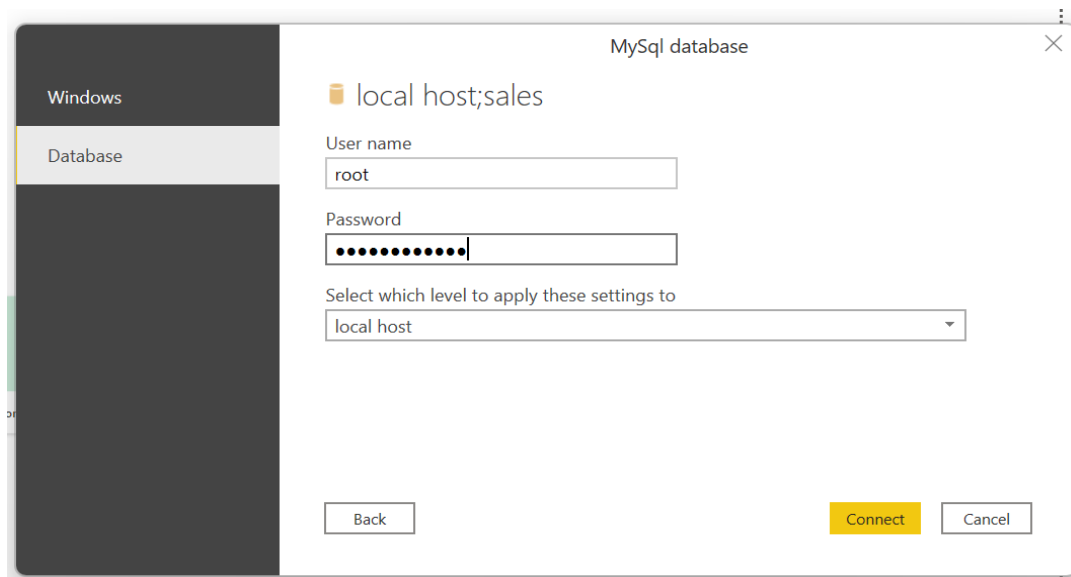 MySql database
Windows
Database
local host;sales
User name
root
Password
●●●●●●●●●●●●
Select which level to apply these settings to
local host
Back
Connect
Cancel